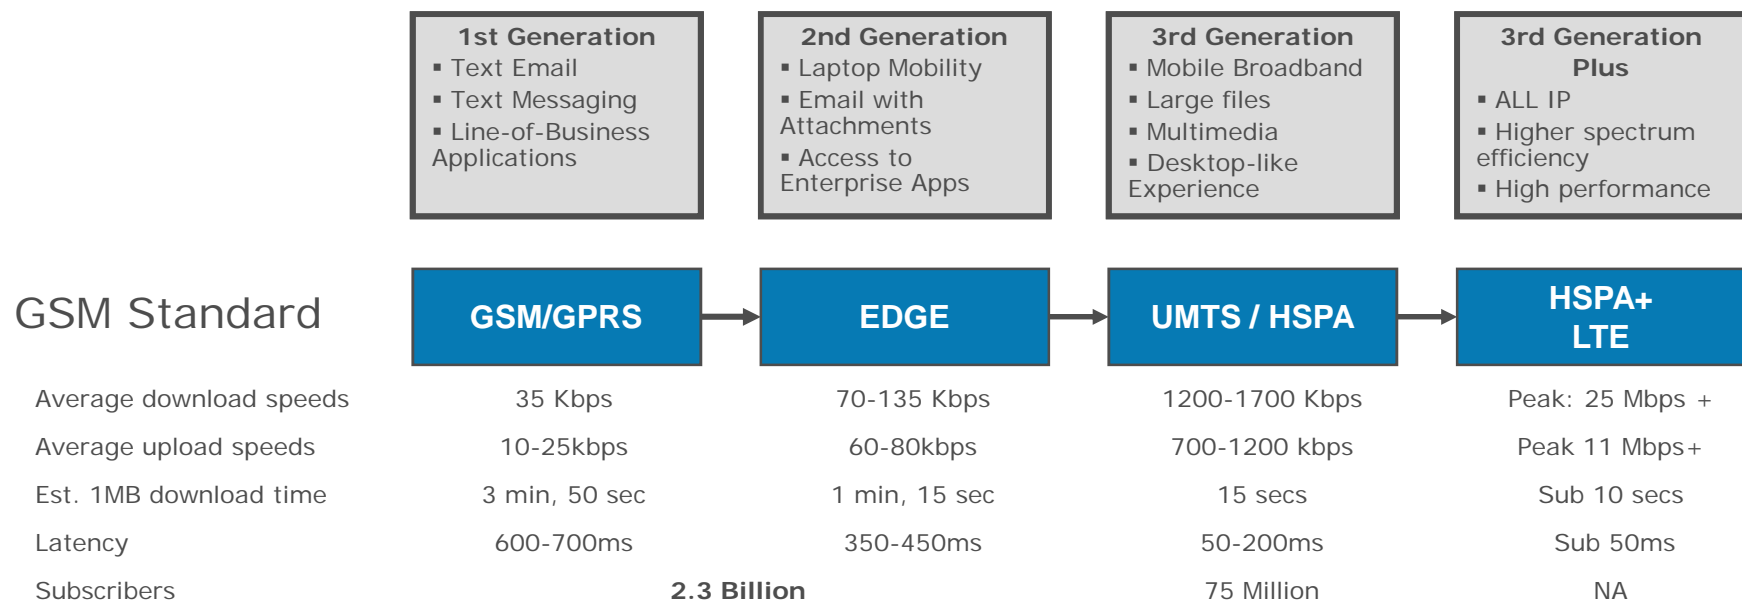 1st Generation
▪ Text Email
▪ Text Messaging
▪ Line-of-Business
Applications
2nd Generation
▪ Laptop Mobility
▪ Email with
Attachments
▪ Access to
Enterprise Apps
3rd Generation
▪ Mobile Broadband
▪ Large files
▪ Multimedia
▪ Desktop-like
Experience
3rd Generation
Plus
▪ ALL IP
▪ Higher spectrum
efficiency
▪ High performance
GSM Standard
GSM/GPRS
EDGE
UMTS / HSPA
HSPA+
LTE
Average download speeds 35 Kbps 70-135 Kbps 1200-1700 Kbps Peak: 25 Mbps +
Average upload speeds 10-25kbps 60-80kbps 700-1200 kbps Peak 11 Mbps+
Est. 1MB download time 3 min, 50 sec 1 min, 15 sec 15 secs Sub 10 secs
Latency 600-700ms 350-450ms 50-200ms Sub 50ms
Subscribers 2.3 Billion 75 Million NA